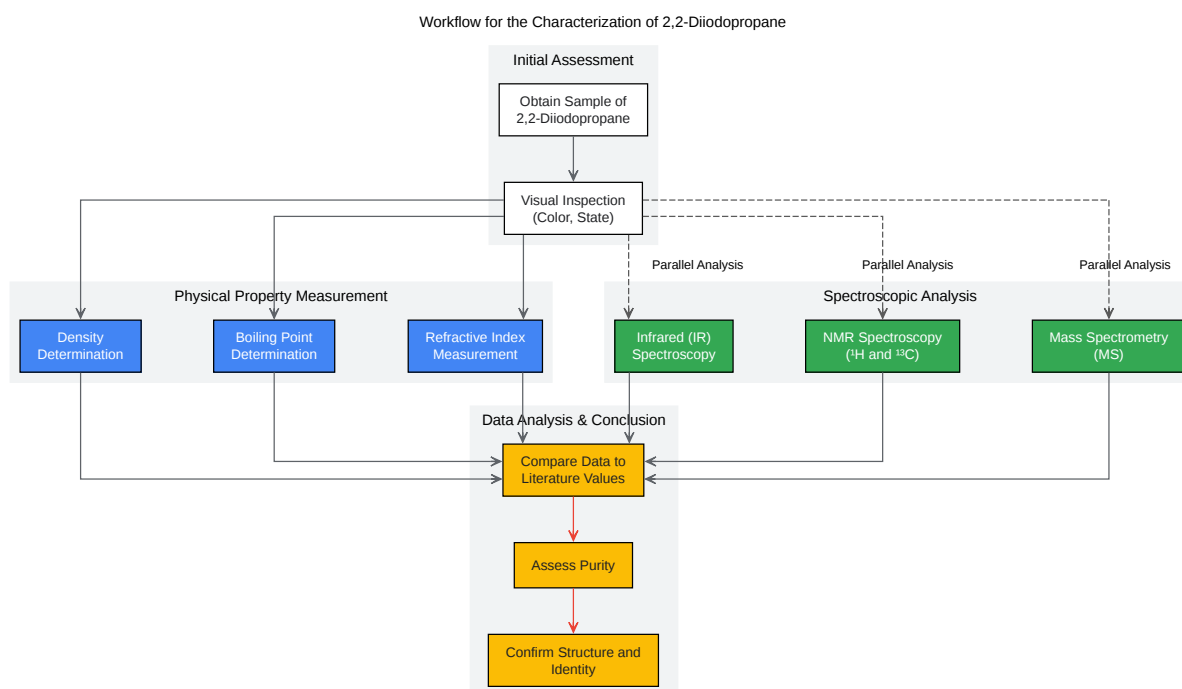 Workflow for the Characterization of 2,2-Diiodopropane
Initial Assessment
Obtain Sample of
2,2-Diiodopropane
Visual Inspection
(Color, State)
Parallel Analysis
Parallel Analysis
Parallel Analysis
Physical Property Measurement
Spectroscopic Analysis
Density
Determination
Boiling Point
Determination
Refractive Index
Measurement
Infrared (IR)
Spectroscopy
NMR Spectroscopy
(¹H and ¹³C)
Mass Spectrometry
(MS)
Data Analysis & Conclusion
Compare Data to
Literature Values
Assess Purity
Confirm Structure and
Identity